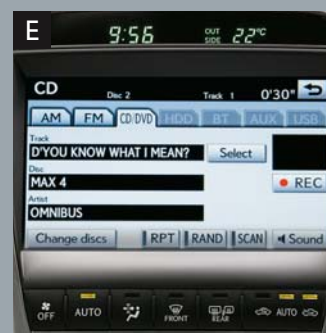 E
9:56 OUT SIDE 22°C
CD Disc 2 Track 1 0'30"
AM FM CD/DVD HDD BT AUX USB
Track
D'YOU KNOW WHAT I MEAN? Select
Disc
MAX 4 REC
Artist
OMNIBUS
Change discs RPT RAND SCAN Sound
OFF AUTO FRONT REAR AUTO